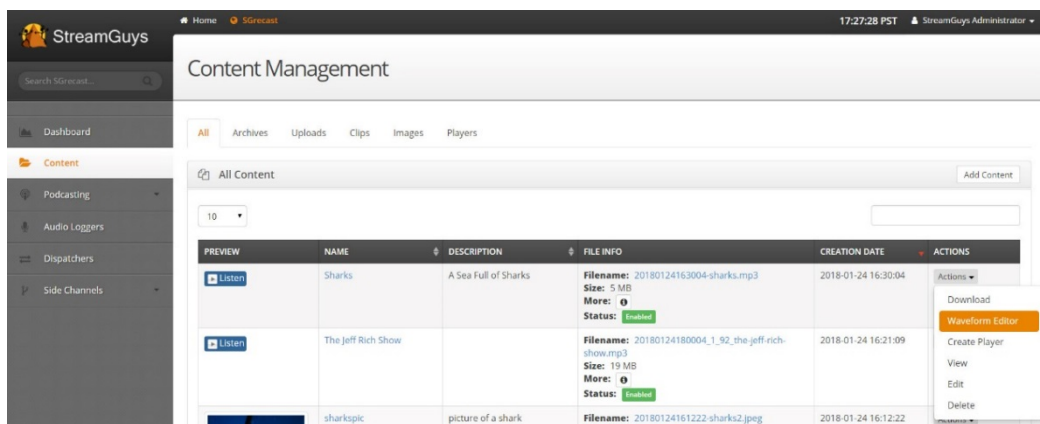 Home SGrecast 17:27:28 PST StreamGuys Administrator
StreamGuys
Search SGrecast...
Content Management
Dashboard
Content
Podcasting
Audio Loggers
Dispatchers
Side Channels
All Archives Uploads Clips Images Players
All Content Add Content
10
PREVIEW NAME DESCRIPTION FILE INFO CREATION DATE ACTIONS
Listen Sharks A Sea Full of Sharks Filename: 20180124163004-sharks.mp3 2018-01-24 16:30:04 Actions
Size: 5 MB
More:
Status: Enabled
Download
Waveform Editor
Create Player
View
Edit
Delete
Listen The Jeff Rich Show Filename: 20180124180004_1_92_the-jeff-rich-
show.mp3 2018-01-24 16:21:09
Size: 19 MB
More:
Status: Enabled
sharkspic picture of a shark Filename: 20180124161222-sharks2.jpeg 2018-01-24 16:12:22 Actions